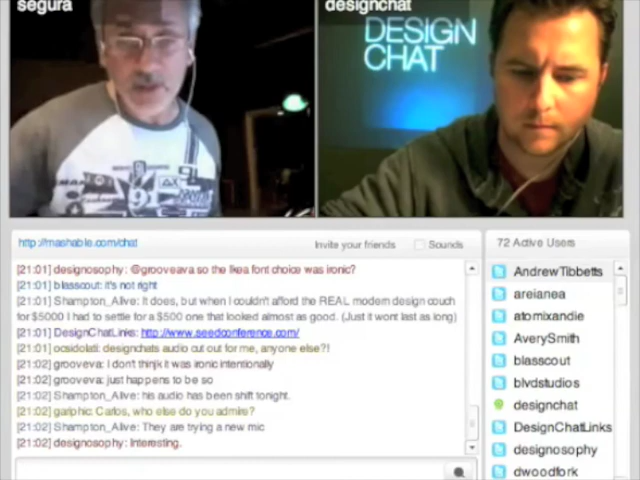 segura
designchat
DESIGN
CHAT
9
http://mashable.com/chat
Invite your friends
Sounds
72 Active Users
[21:01] designosophy: @grooveava so the Ikea font choice was ironic?
[21:01] blasscout: it's not right
[21:01] Shampton_Alive: It does, but when I couldn't afford the REAL modern design couch
for $5000 I had to settle for a $500 one that looked almost as good. (Just it wont last as long)
[21:01] DesignChatLinks: http://www.seedconference.com/
[21:01] ocsidolati: designchats audio cut out for me, anyone else?!
[21:02] grooveva: I don't thinjk it was ironic intentionally
[21:02] grooveva: just happens to be so
[21:02] Shampton_Alive: his audio has been shift tonight.
[21:02] garlphic: Carlos, who else do you admire?
[21:02] Shampton_Alive: They are trying a new mic
[21:02] designosophy: Interesting.
AndrewTibbetts
areianea
atomixandie
AverySmith
blasscout
blvdstudios
designchat
DesignChatLinks
designosophy
dwoodfork